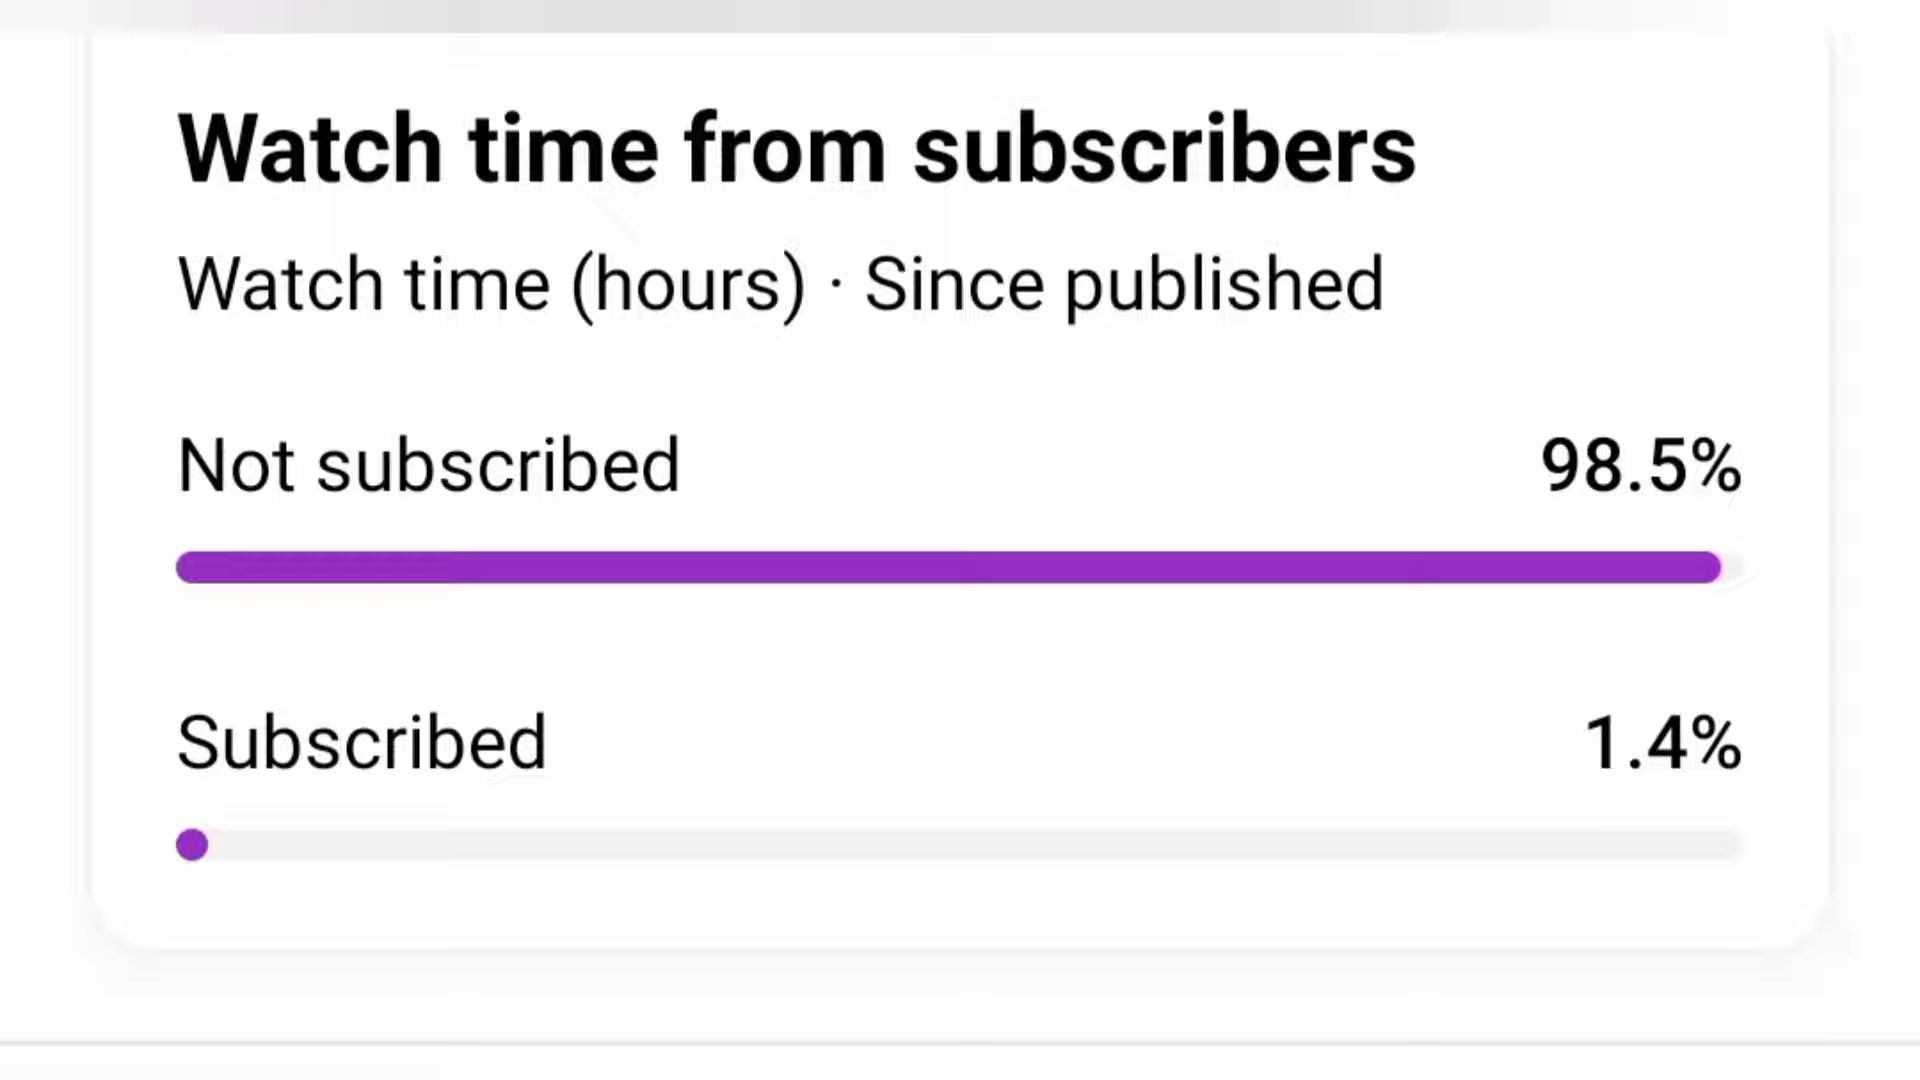 Watch time from subscribers
Watch time (hours) · Since published
Not subscribed 98.5%
Subscribed 1.4%